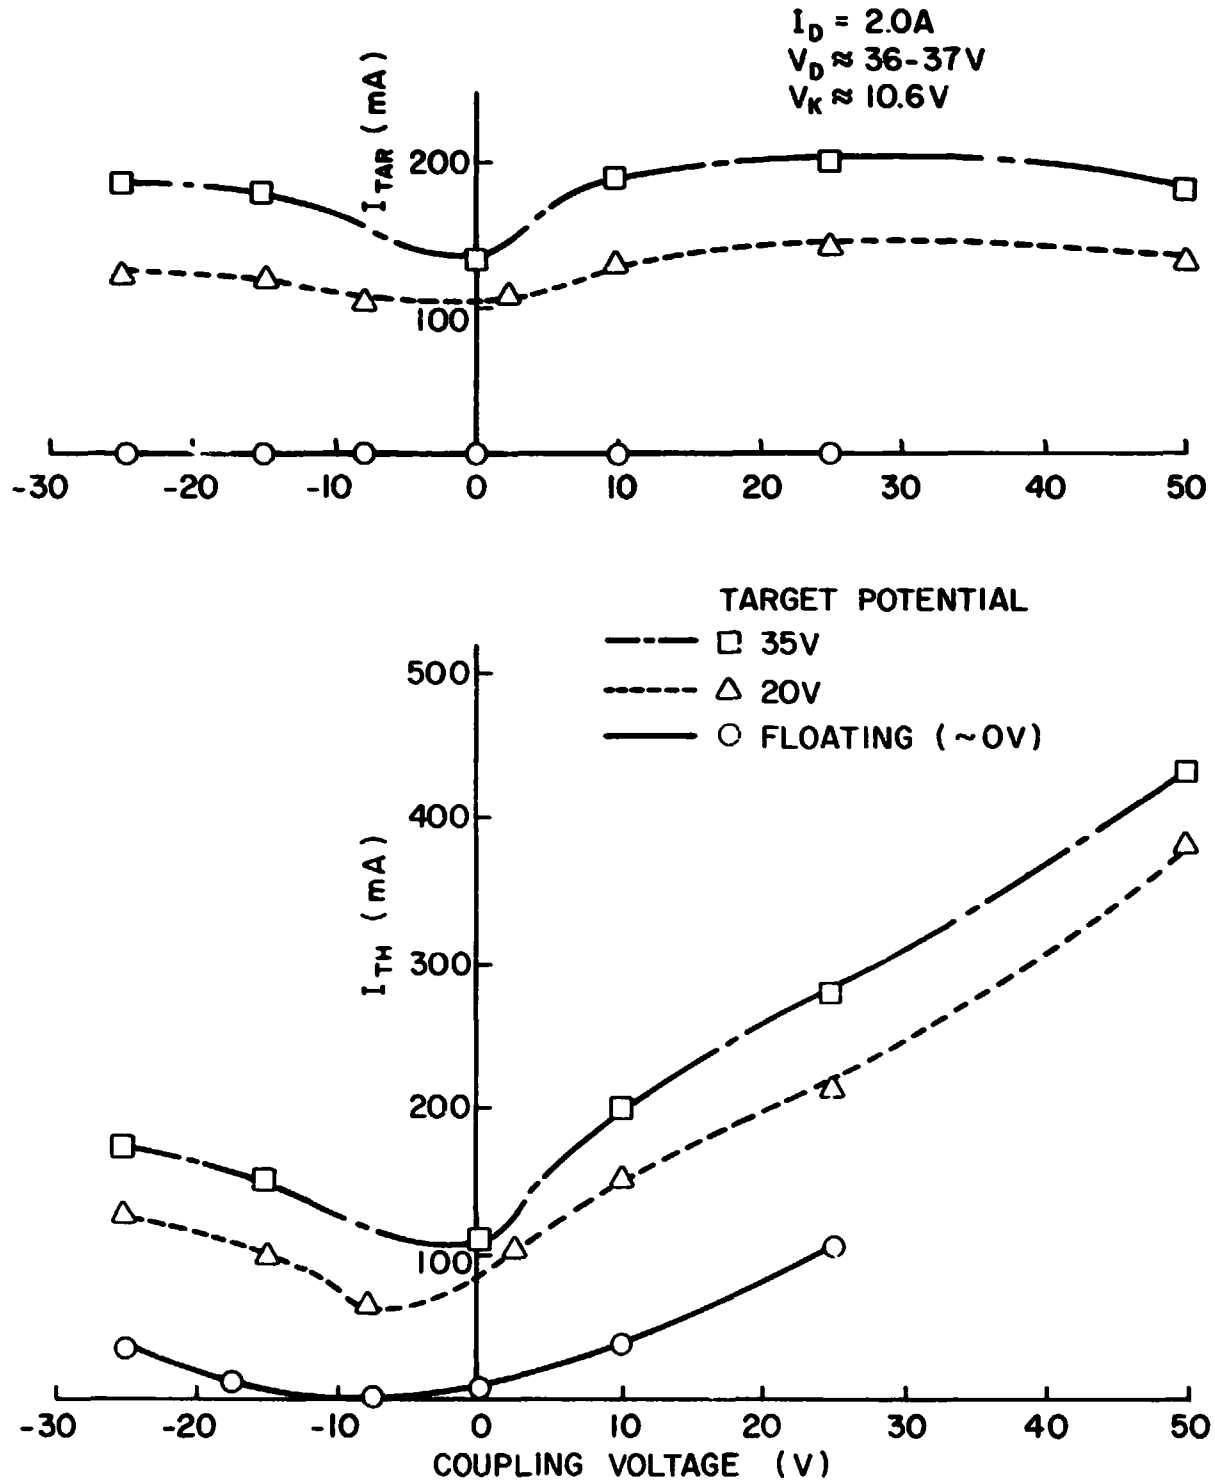 I_D = 2.0A
V_D ≈ 36-37V
V_K ≈ 10.6V
I_TAR (mA)
200
100
-30 -20 -10 0 10 20 30 40 50
TARGET POTENTIAL
35V
20V
FLOATING (~0V)
I_TH (mA)
500
400
300
200
100
-30 -20 -10 0 10 20 30 40 50
COUPLING VOLTAGE (V)